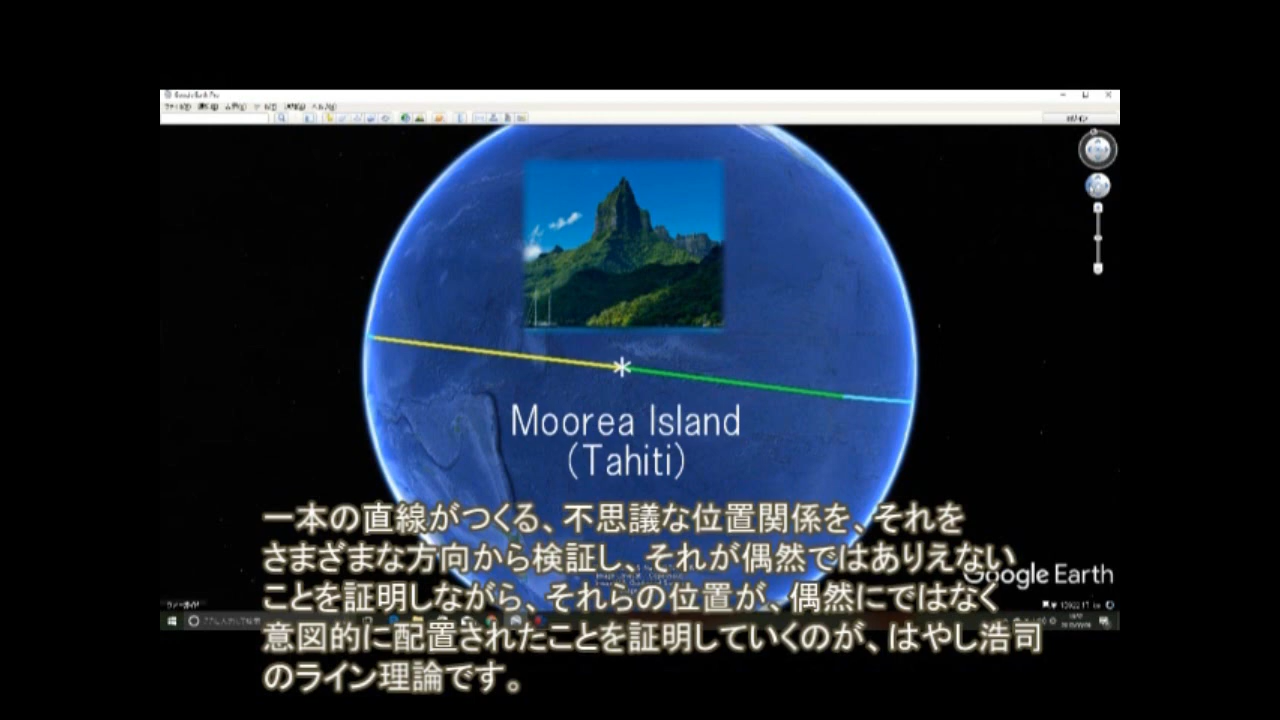 Google Earth Pro
Moorea Island
(Tahiti)
一本の直線がつくる、不思議な位置関係を、それを
さまざまな方向から検証し、それが偶然ではありえない
Google Earth
ことを証明しながら、それらの位置が、偶然にではなく
意図的に配置されたことを証明していくのが、はやし浩司
のライン理論です。